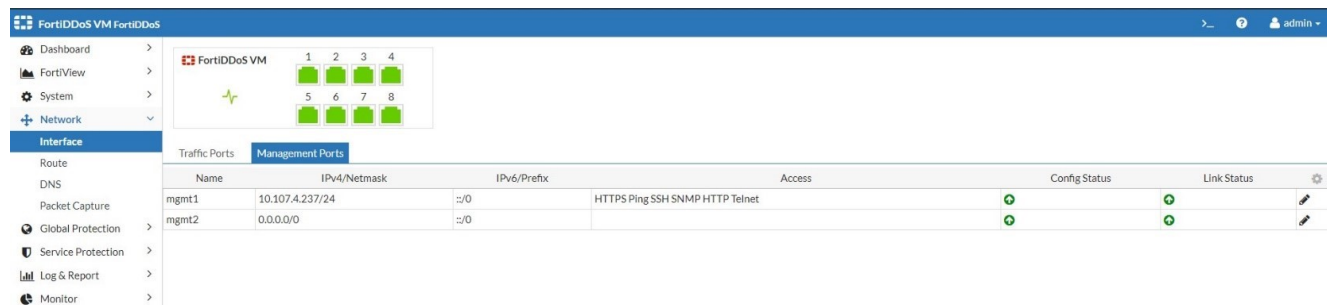 FortiDDoS VM FortiDDoS
>_ ? admin
Dashboard
FortiView
System
Network
Interface
Route
DNS
Packet Capture
Global Protection
Service Protection
Log & Report
Monitor
FortiDDoS VM
1 2 3 4
5 6 7 8
Traffic Ports Management Ports
Name IPv4/Netmask IPv6/Prefix Access Config Status Link Status
mgmt1 10.107.4.237/24 ::/0 HTTPS Ping SSH SNMP HTTP Telnet
mgmt2 0.0.0.0/0 ::/0